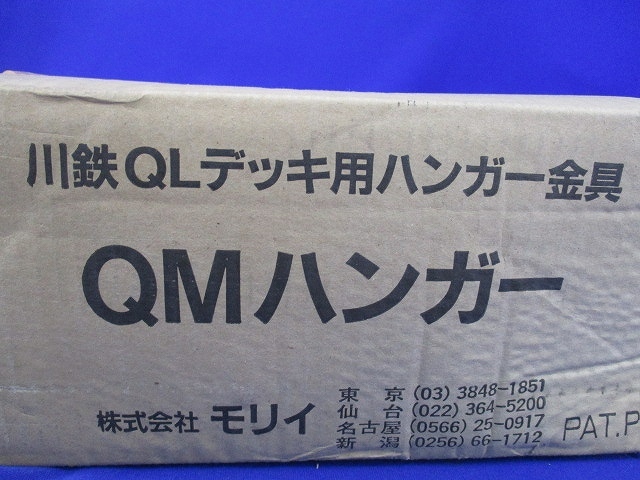 川鉄QLデッキ用ハンガー金具
QMハンガー
株式会社 モリイ
東京 (03) 3848-1851
仙台 (022) 364-5200
名古屋 (0566) 25-0917
新潟 (0256) 66-1712
PAT.P